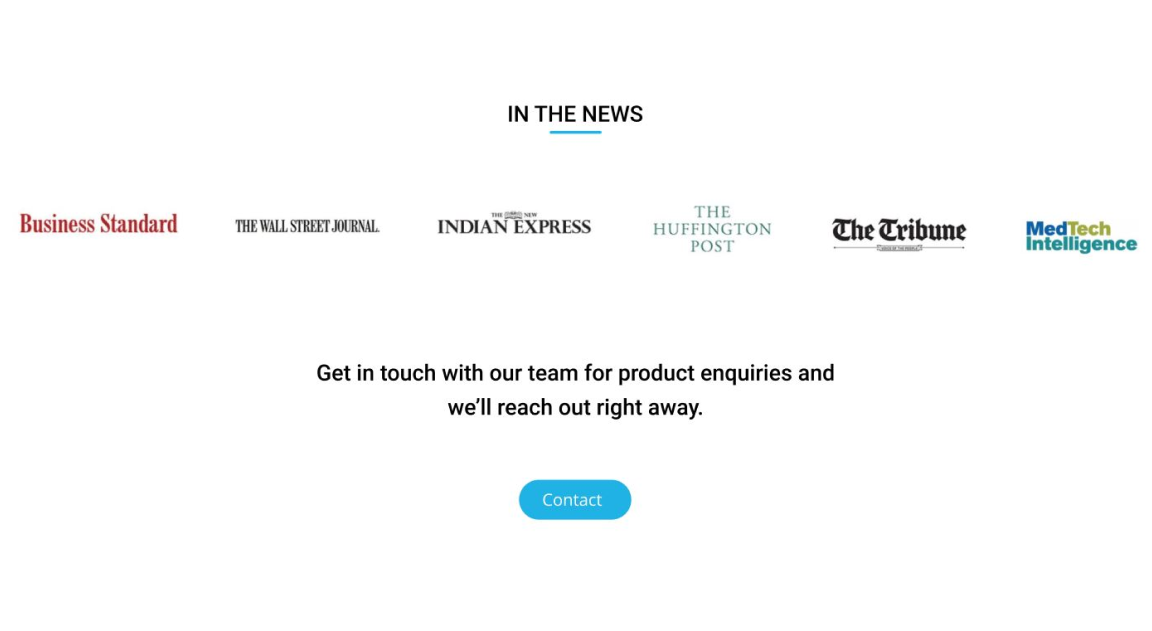 IN THE NEWS
Business Standard
THE WALL STREET JOURNAL.
THE NEW
INDIAN EXPRESS
THE
HUFFINGTON
POST
The Tribune
MedTech
Intelligence
Get in touch with our team for product enquiries and
we’ll reach out right away.
Contact